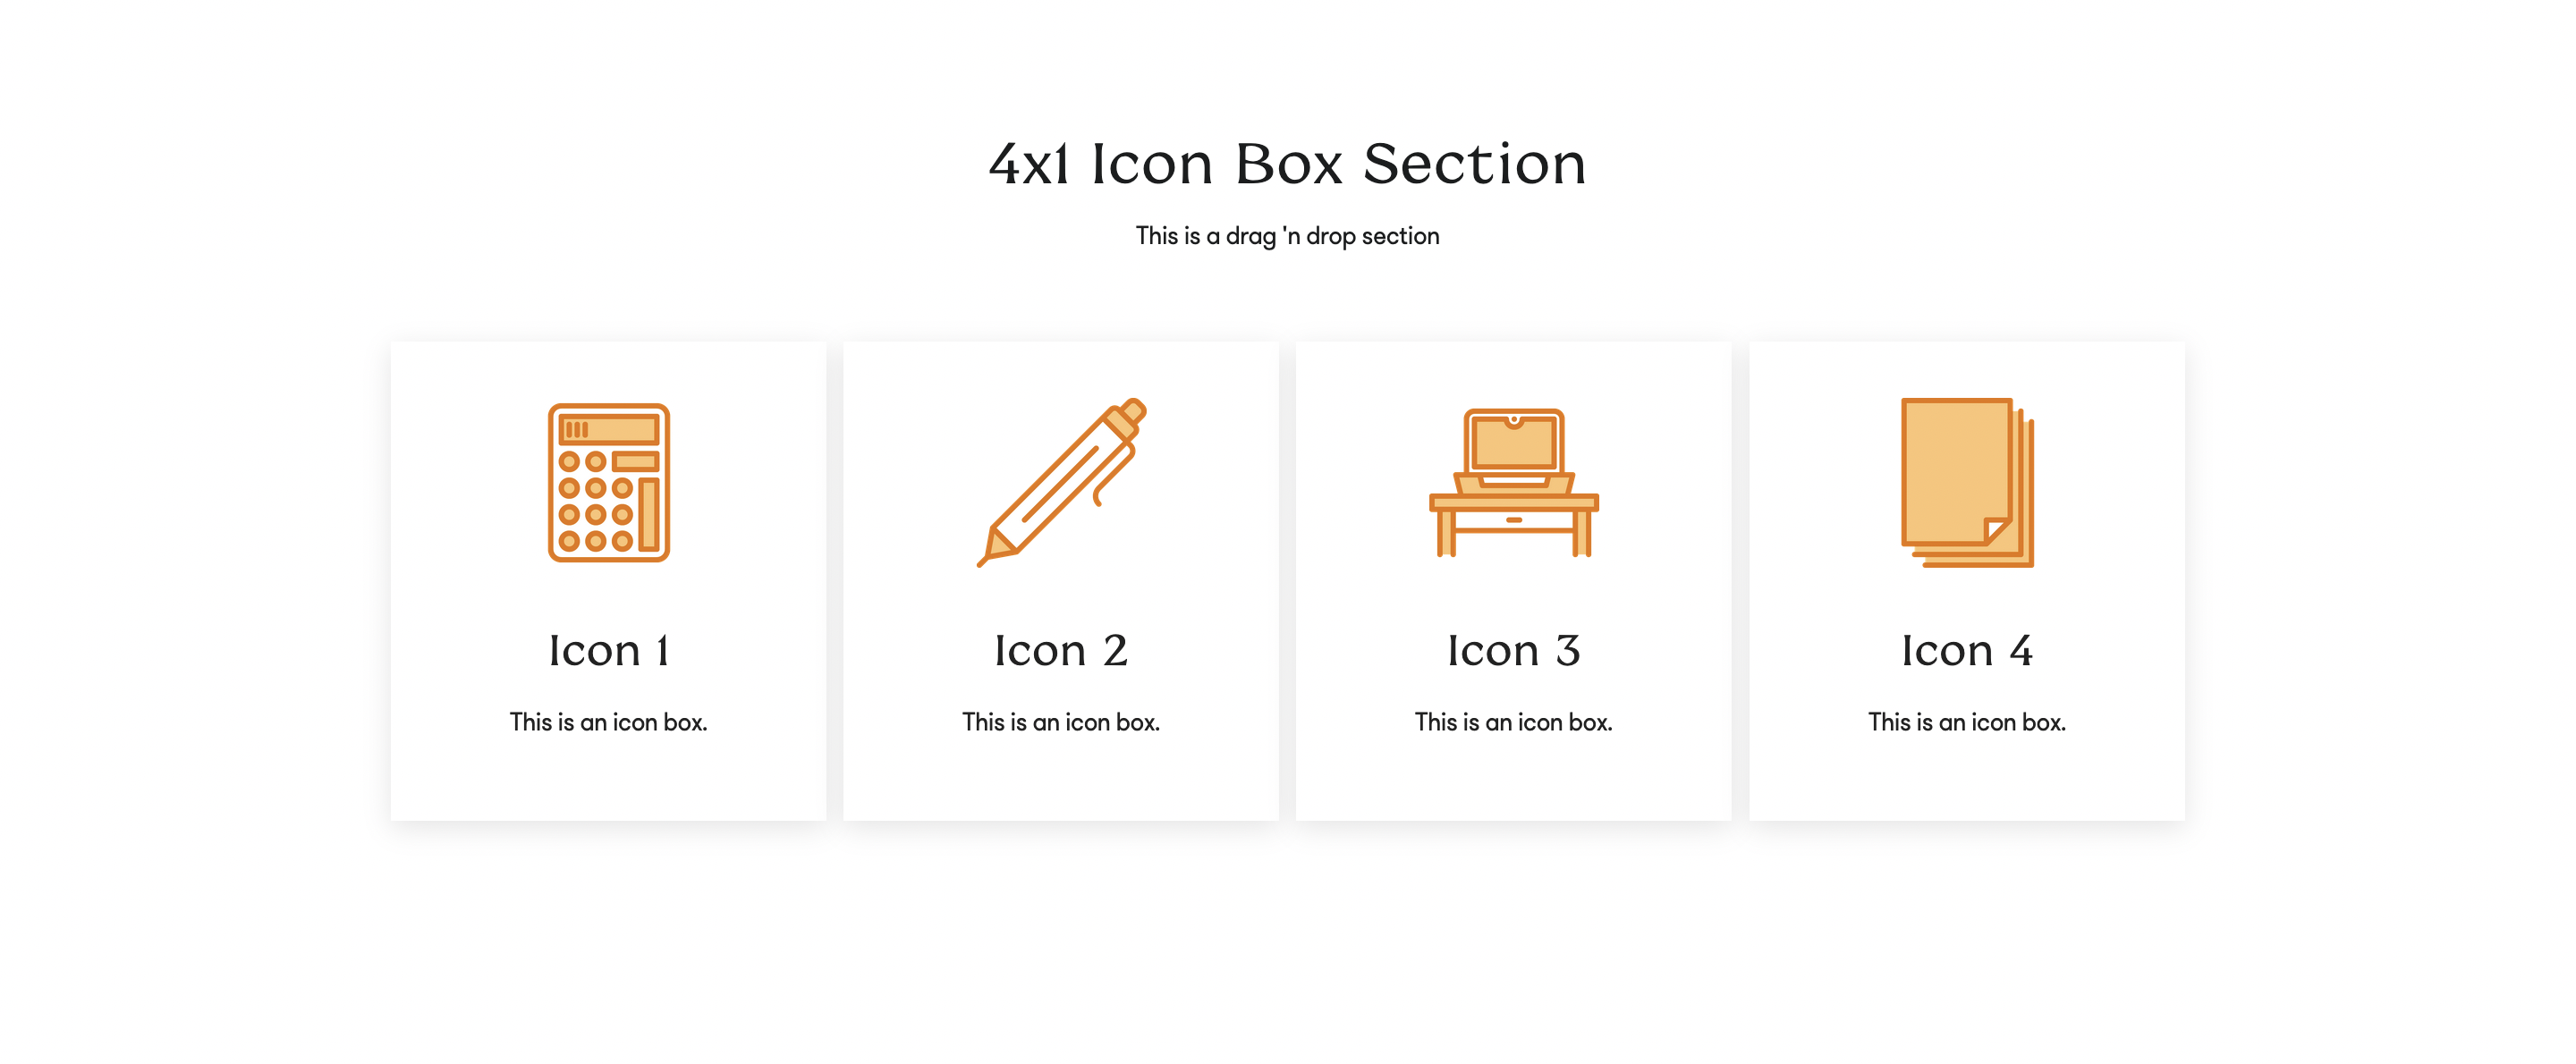 4x1 Icon Box Section
This is a drag 'n drop section
Icon 1
This is an icon box.
Icon 2
This is an icon box.
Icon 3
This is an icon box.
Icon 4
This is an icon box.